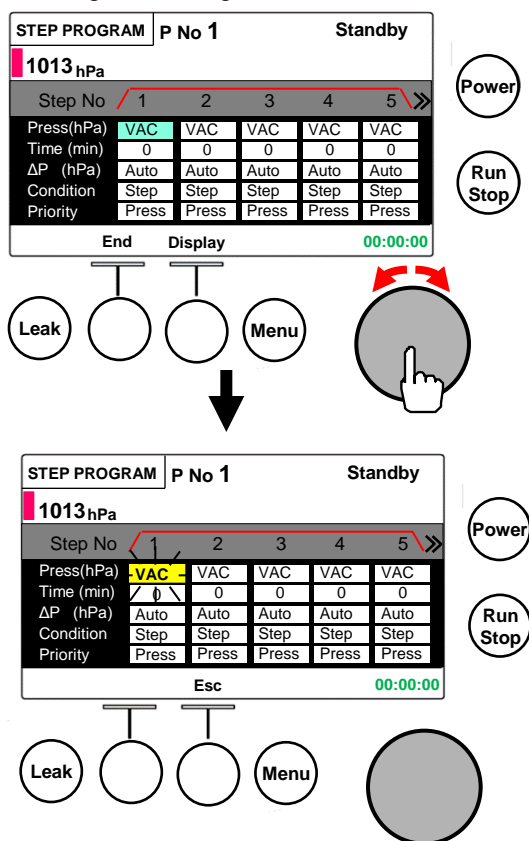 STEP PROGRAM P No 1 Standby
1013 hPa
Power
Step No 1 2 3 4 5
Press(hPa) VAC VAC VAC VAC VAC
Time (min) 0 0 0 0 0
ΔP (hPa) Auto Auto Auto Auto Auto
Condition Step Step Step Step Step
Priority Press Press Press Press Press
Run
Stop
End Display 00:00:00
Leak Menu
STEP PROGRAM P No 1 Standby
1013 hPa
Power
Step No 1 2 3 4 5
Press(hPa) VAC VAC VAC VAC VAC
Time (min) 0 0 0 0 0
ΔP (hPa) Auto Auto Auto Auto Auto
Condition Step Step Step Step Step
Priority Press Press Press Press Press
Run
Stop
Esc 00:00:00
Leak Menu